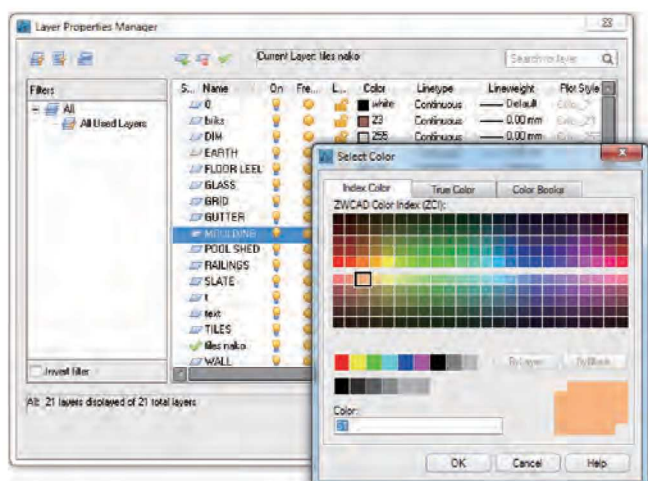 Layer Properties Manager
Current Layer: tiles nako
Search for layer
Filters:
All
All Used Layers
S... Name On Fre... L... Color Linetype Lineweight Plot Style
0 white Continuous Default Color_7
briks 23 Continuous 0.00 mm Color_23
DIM 255 Continuous 0.00 mm
EARTH
FLOOR LEEL
GLASS
GRID
GUTTER
MOULDING
POOL SHED
RAILINGS
SLATE
t
text
TILES
tiles nako
WALL
Invert filter
All: 21 layers displayed of 21 total layers
Select Color
Index Color True Color Color Books
ZWCAD Color Index (ZCI):
ByLayer ByBlock
Color:
31
OK Cancel Help